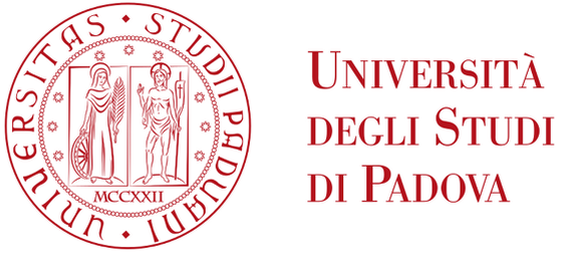 UNIVERSITAS · STUDII PADUANI ·
MCCXXII
UNIVERSITÀ
DEGLI STUDI
DI PADOVA